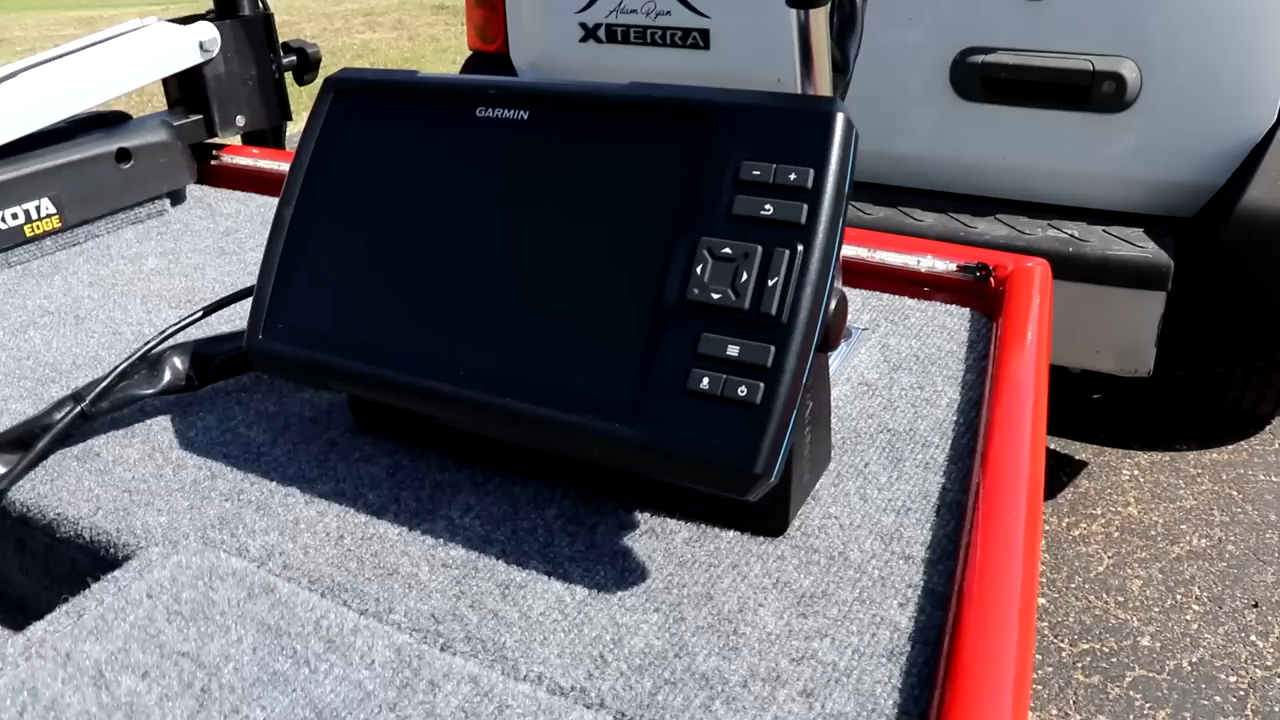 Adam Ryan
XTERRA
GARMIN
KOTA
EDGE